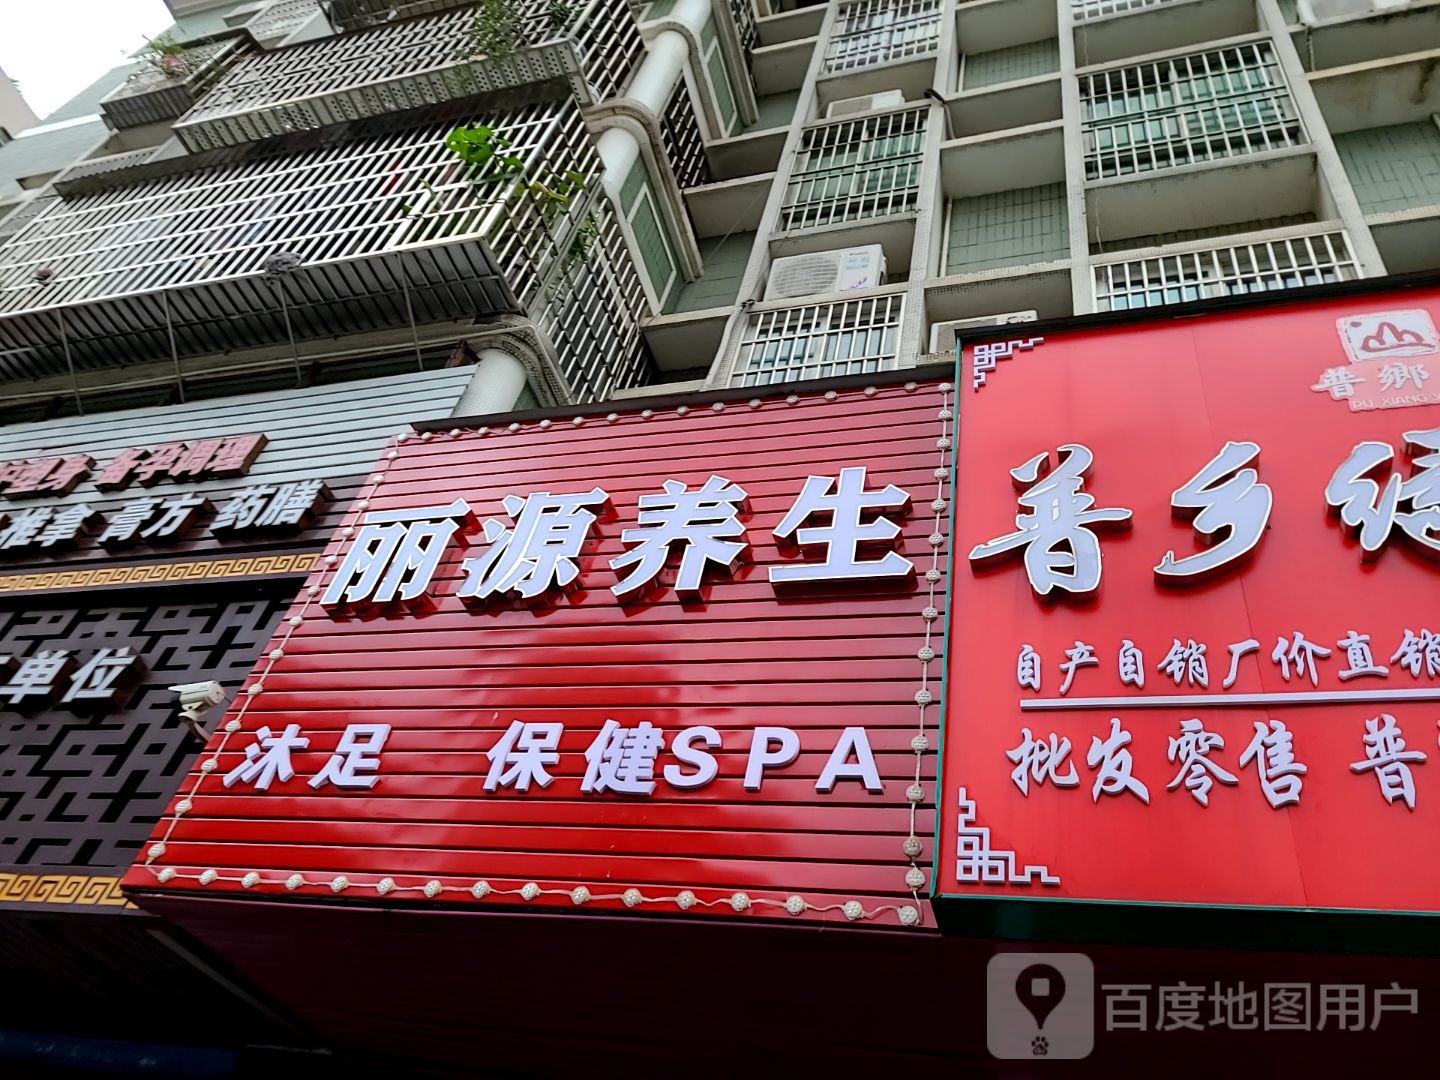 备孕调理
推拿 膏方 药膳
单位
丽源养生
沐足 保健SPA
普鄉
PU XIANG
普乡缘
自产自销厂价直销
批发零售 普
百度地图用户